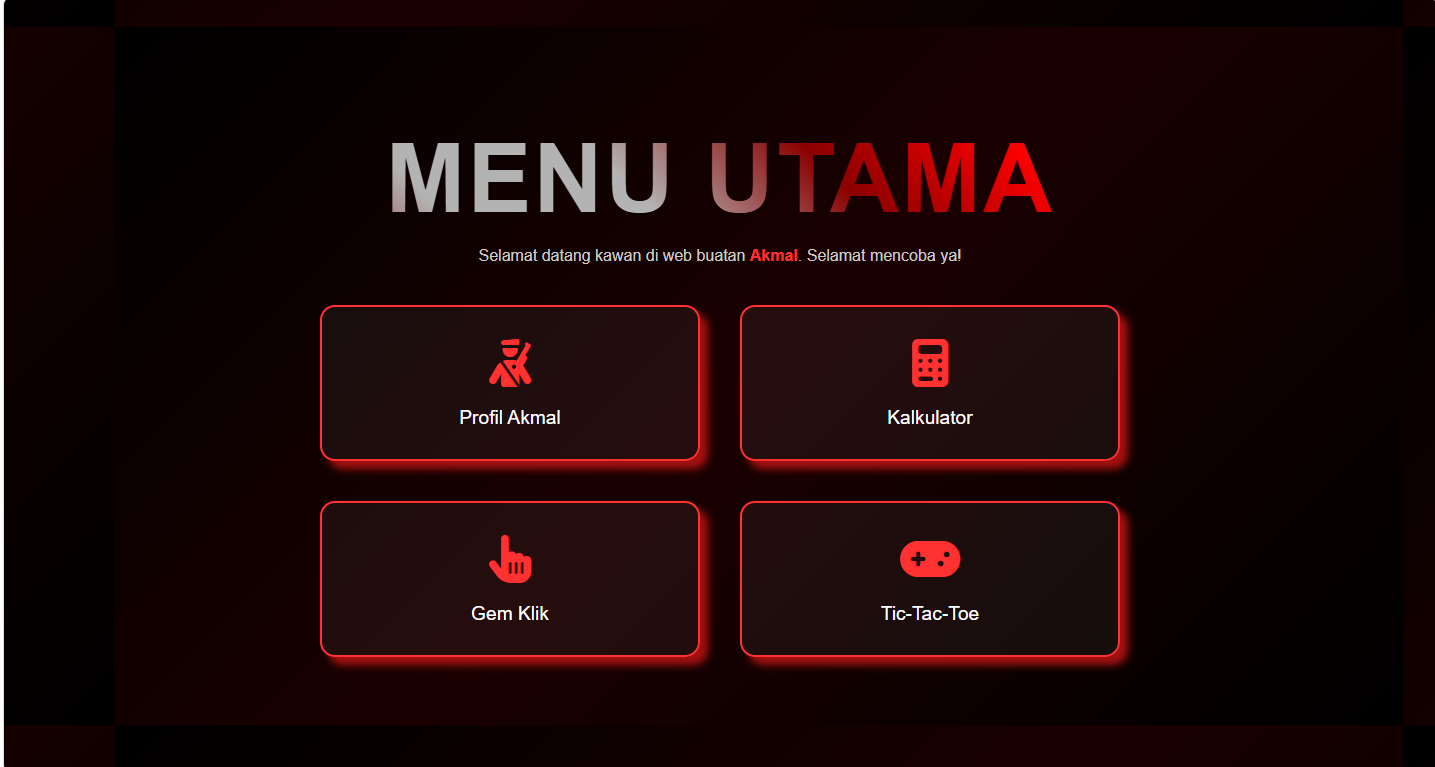 MENU UTAMA
Selamat datang kawan di web buatan Akmal. Selamat mencoba ya!
Profil Akmal
Kalkulator
Gem Klik
Tic-Tac-Toe